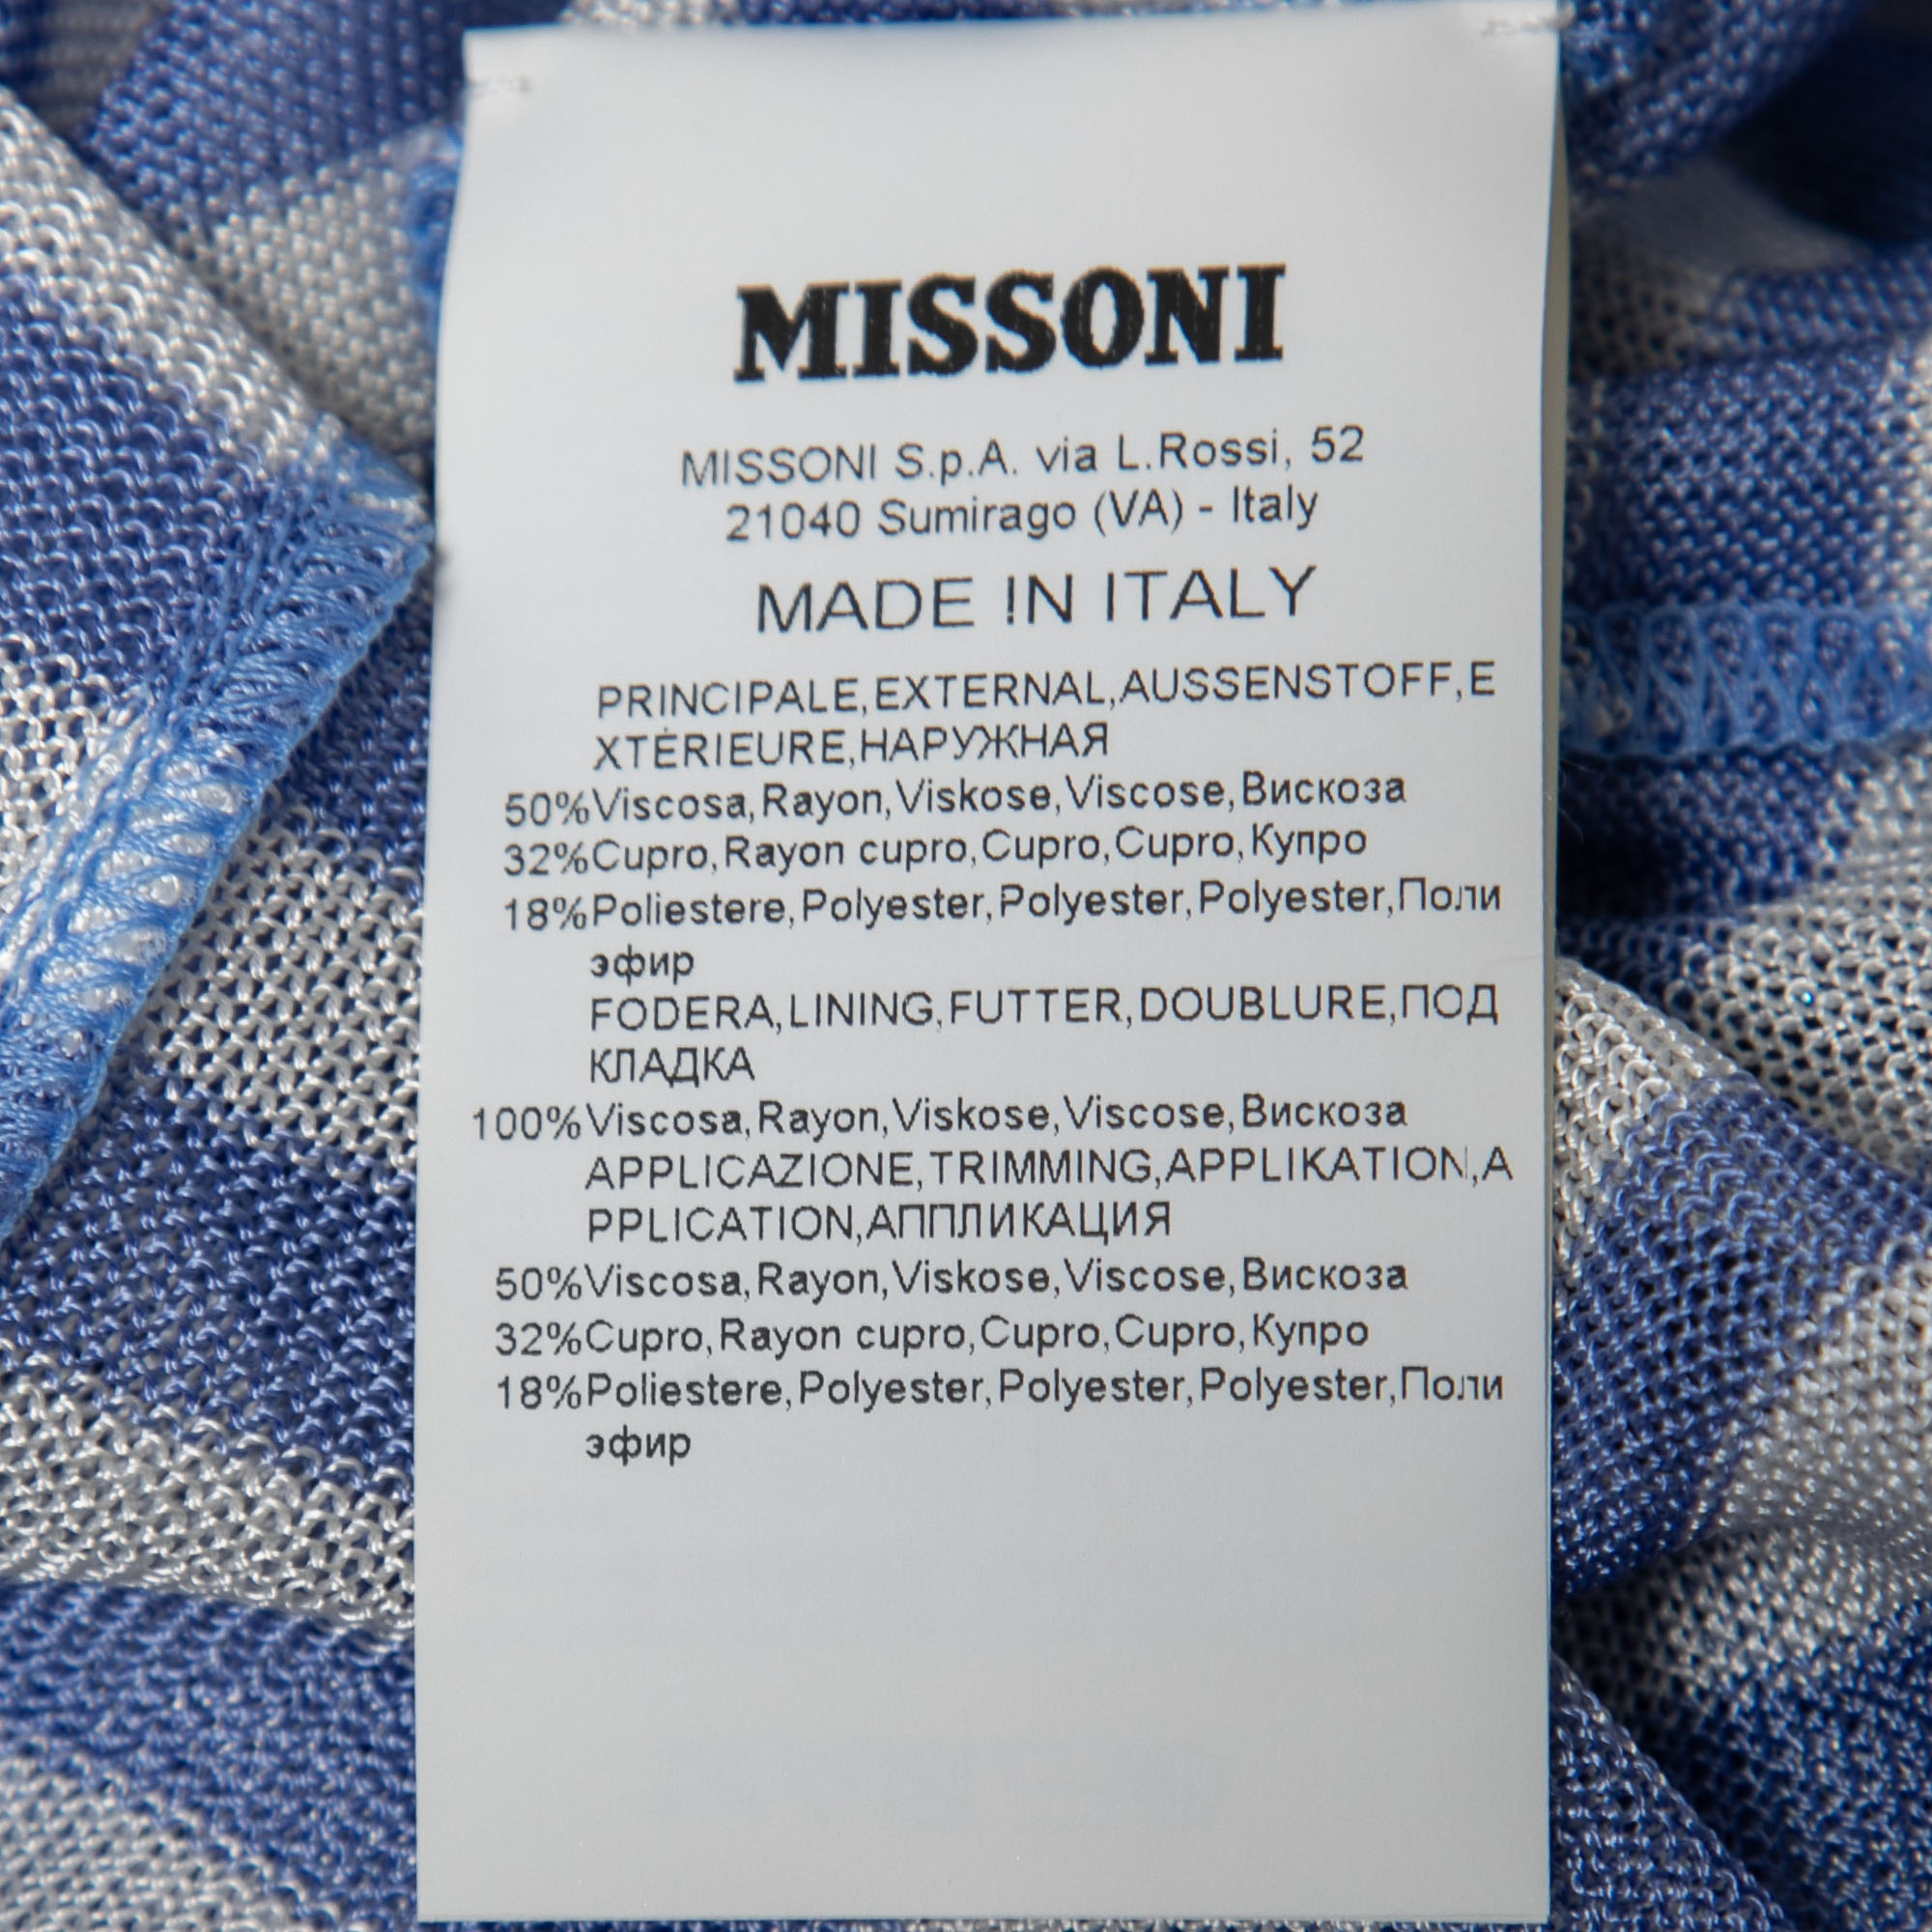 MISSONI
MISSONI S.p.A. via L.Rossi, 52
21040 Sumirago (VA) - Italy
MADE IN ITALY
PRINCIPALE,EXTERNAL,AUSSENSTOFF,E
XTÉRIEURE,НАРУЖНАЯ
50%Viscosa,Rayon,Viskose,Viscose,Вискоза
32%Cupro,Rayon cupro,Cupro,Cupro,Купро
18%Poliestere,Polyester,Polyester,Polyester,Поли
эфир
FODERA,LINING,FUTTER,DOUBLURE,ПОД
КЛАДКА
100%Viscosa,Rayon,Viskose,Viscose,Вискоза
APPLICAZIONE,TRIMMING,APPLIKATION,A
PPLICATION,АППЛИКАЦИЯ
50%Viscosa,Rayon,Viskose,Viscose,Вискоза
32%Cupro,Rayon cupro,Cupro,Cupro,Купро
18%Poliestere,Polyester,Polyester,Polyester,Поли
эфир